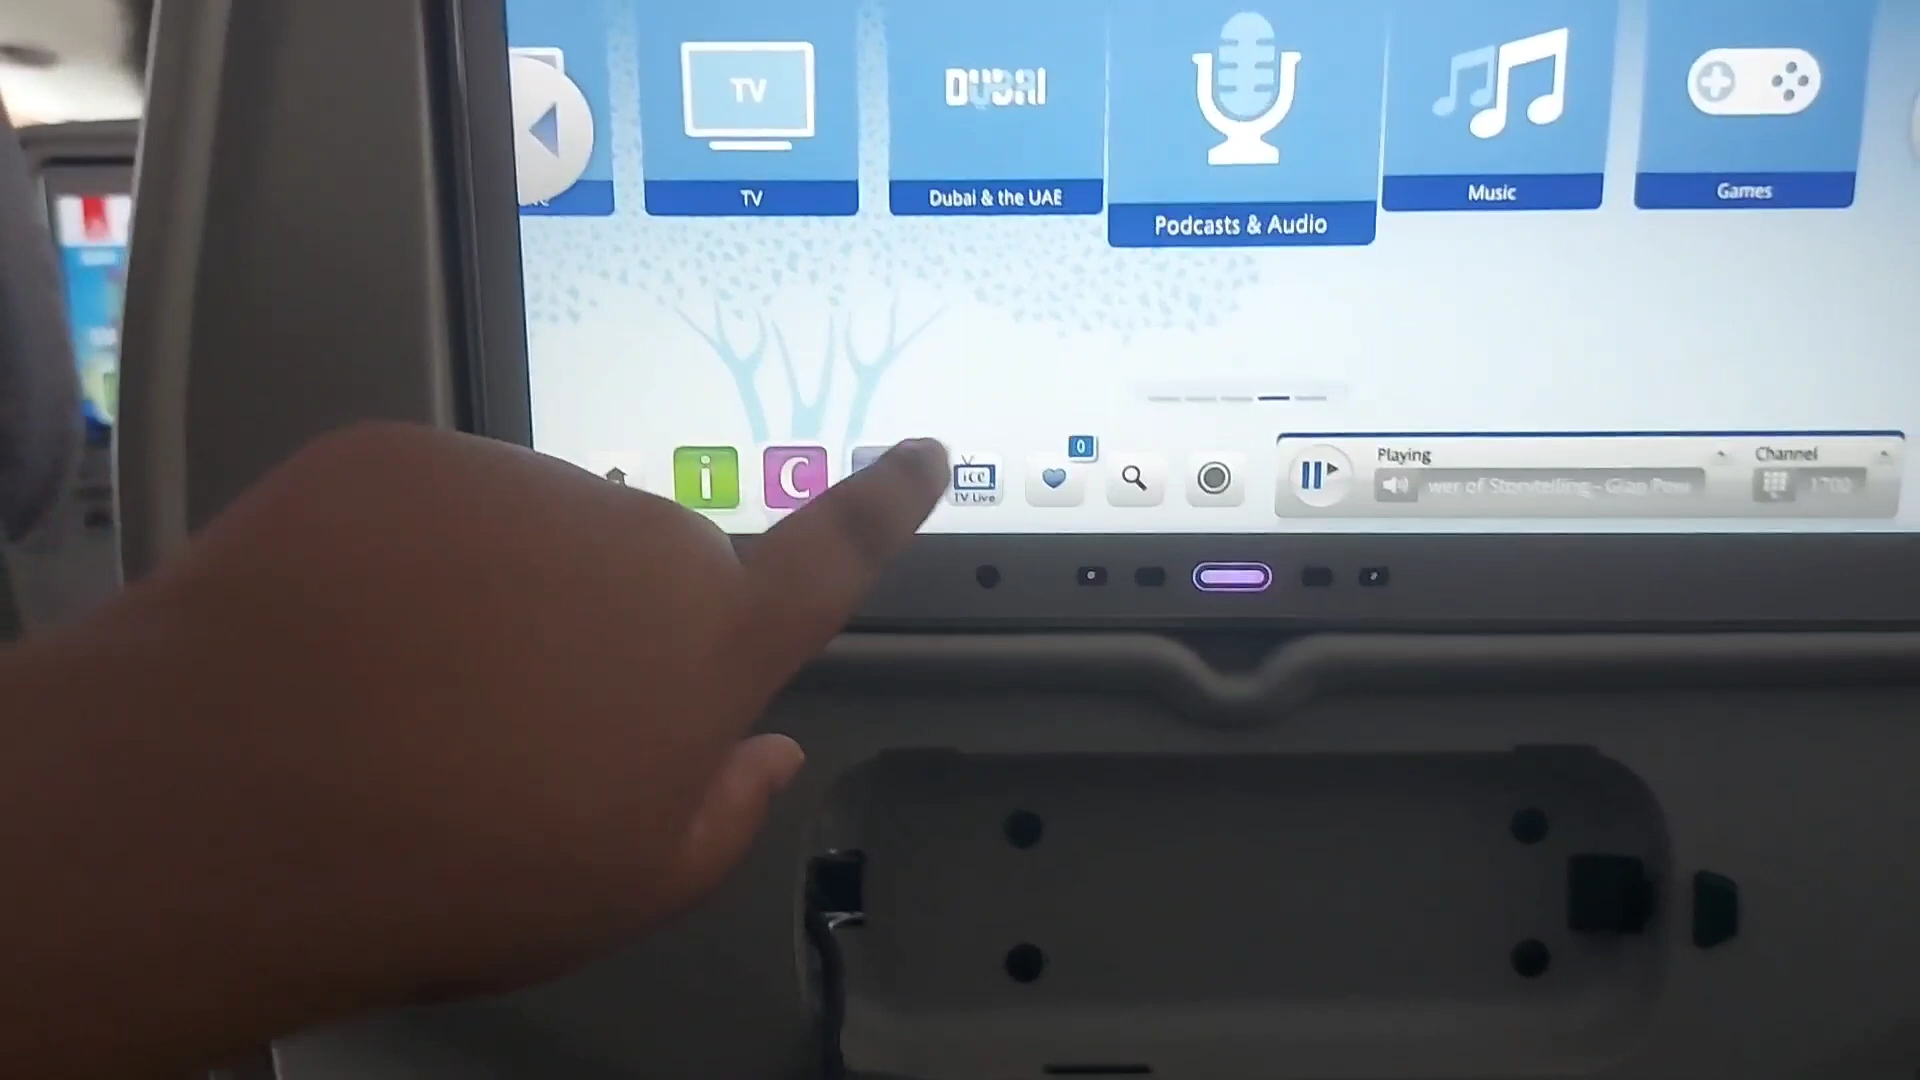 TV
DUBAI
TV
Dubai & the UAE
Podcasts & Audio
Music
Games
i
C
ice
TV Live
0
Playing
wer of Storytelling - Gian Pow
Channel
1700